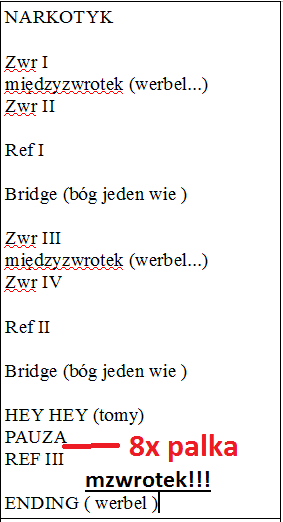 NARKOTYK
Zwr I
międzyzwrotek (werbel...)
Zwr II
Ref I
Bridge (bóg jeden wie )
Zwr III
międzyzwrotek (werbel...)
Zwr IV
Ref II
Bridge (bóg jeden wie )
HEY HEY (tomy)
PAUZA
8x palka
REF III
mzwrotek!!!
ENDING ( werbel )